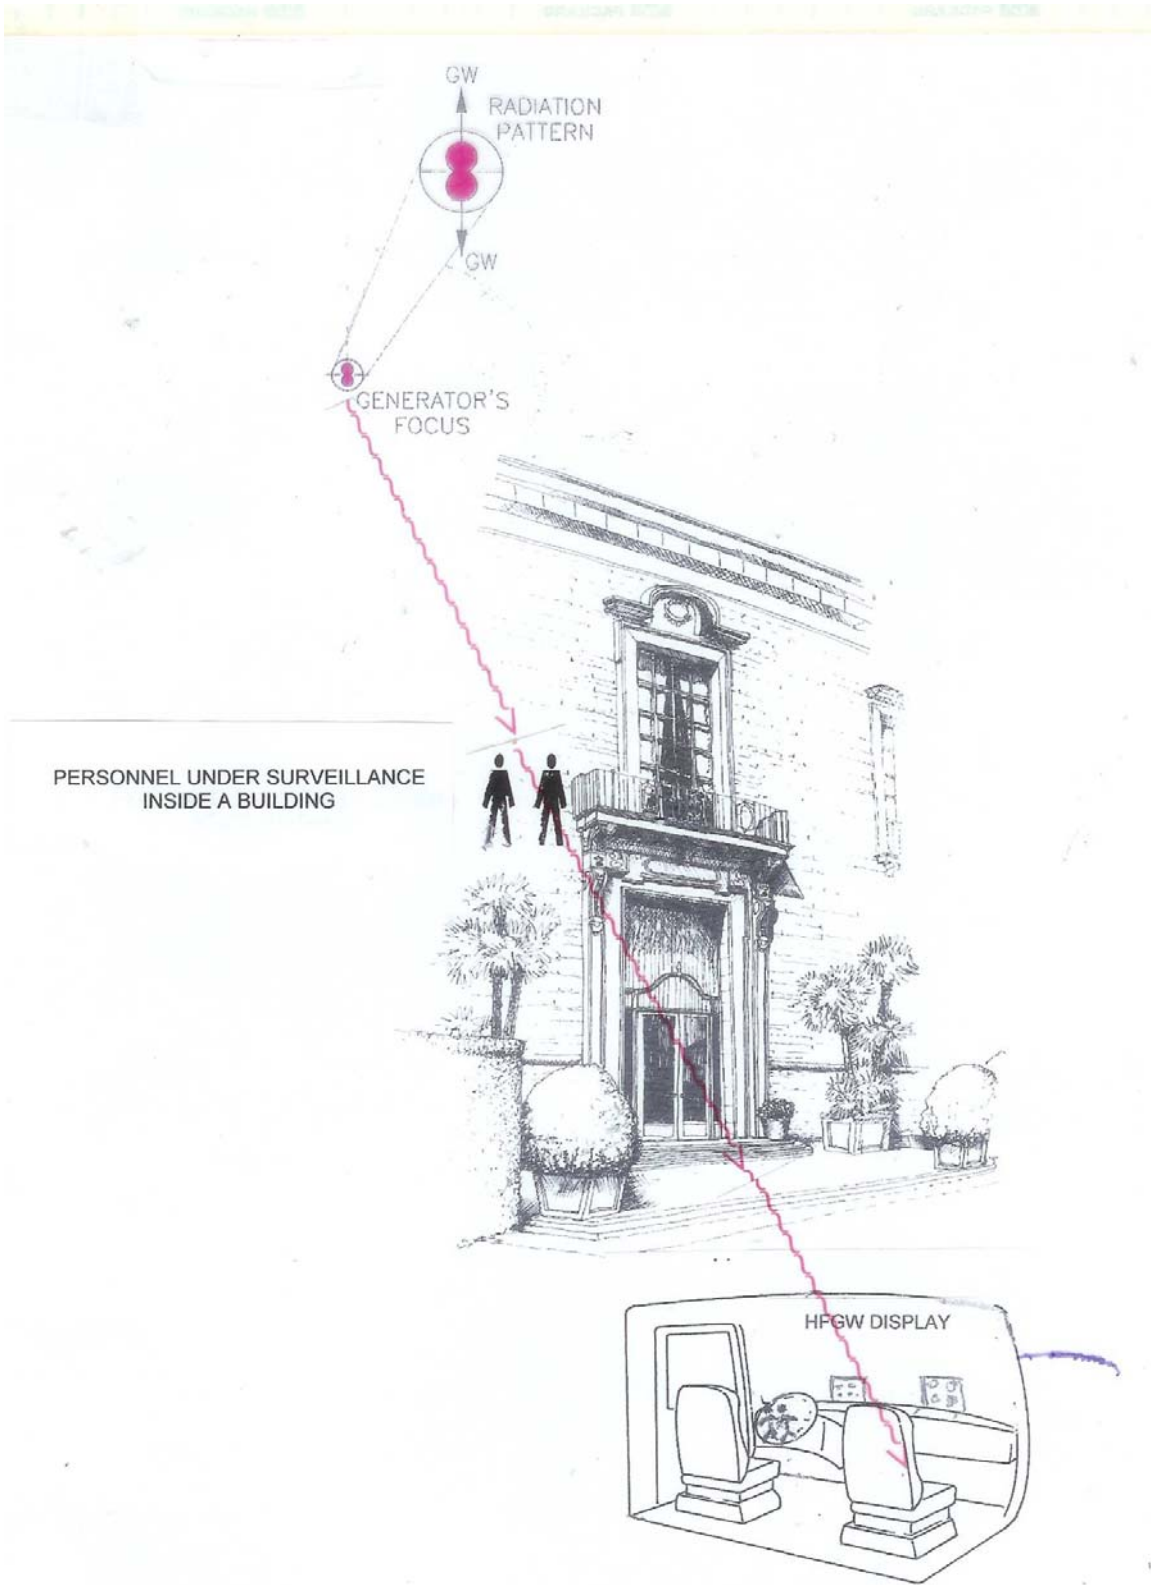 GW
RADIATION
PATTERN
GW
GENERATOR'S
FOCUS
PERSONNEL UNDER SURVEILLANCE
INSIDE A BUILDING
HFGW DISPLAY